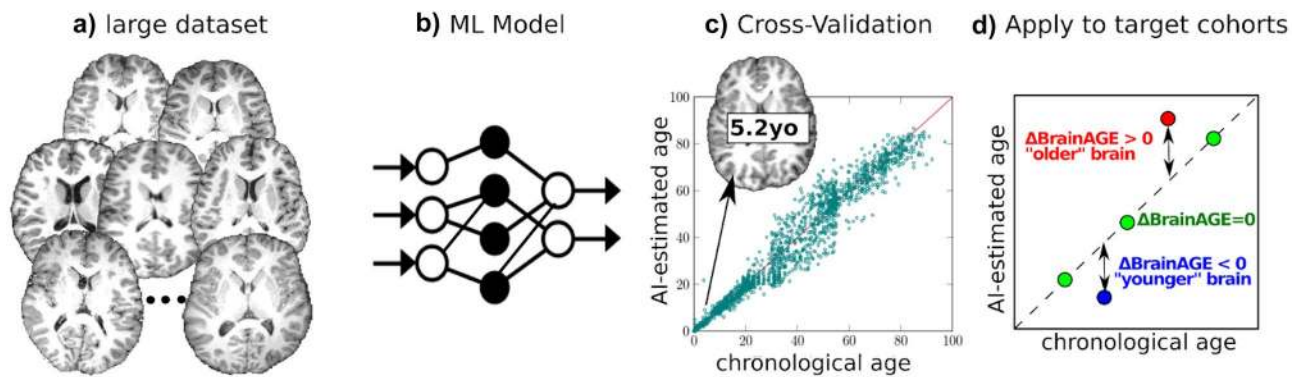 a) large dataset
b) ML Model
c) Cross-Validation
d) Apply to target cohorts
5.2yo
AI-estimated age
100
80
60
40
20
0
0
20
40
60
80
100
chronological age
AI-estimated age
ΔBrainAGE > 0
"older" brain
ΔBrainAGE=0
ΔBrainAGE < 0
"younger" brain
chronological age